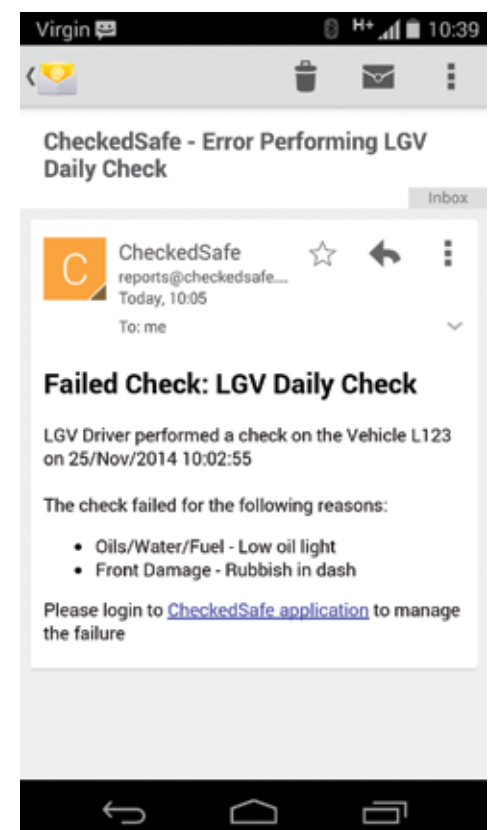 Virgin H+ 10:39
CheckedSafe - Error Performing LGV
Daily Check
Inbox
C
CheckedSafe
reports@checkedsafe....
Today, 10:05
To: me
Failed Check: LGV Daily Check
LGV Driver performed a check on the Vehicle L123
on 25/Nov/2014 10:02:55
The check failed for the following reasons:
• Oils/Water/Fuel - Low oil light
• Front Damage - Rubbish in dash
Please login to CheckedSafe application to manage
the failure